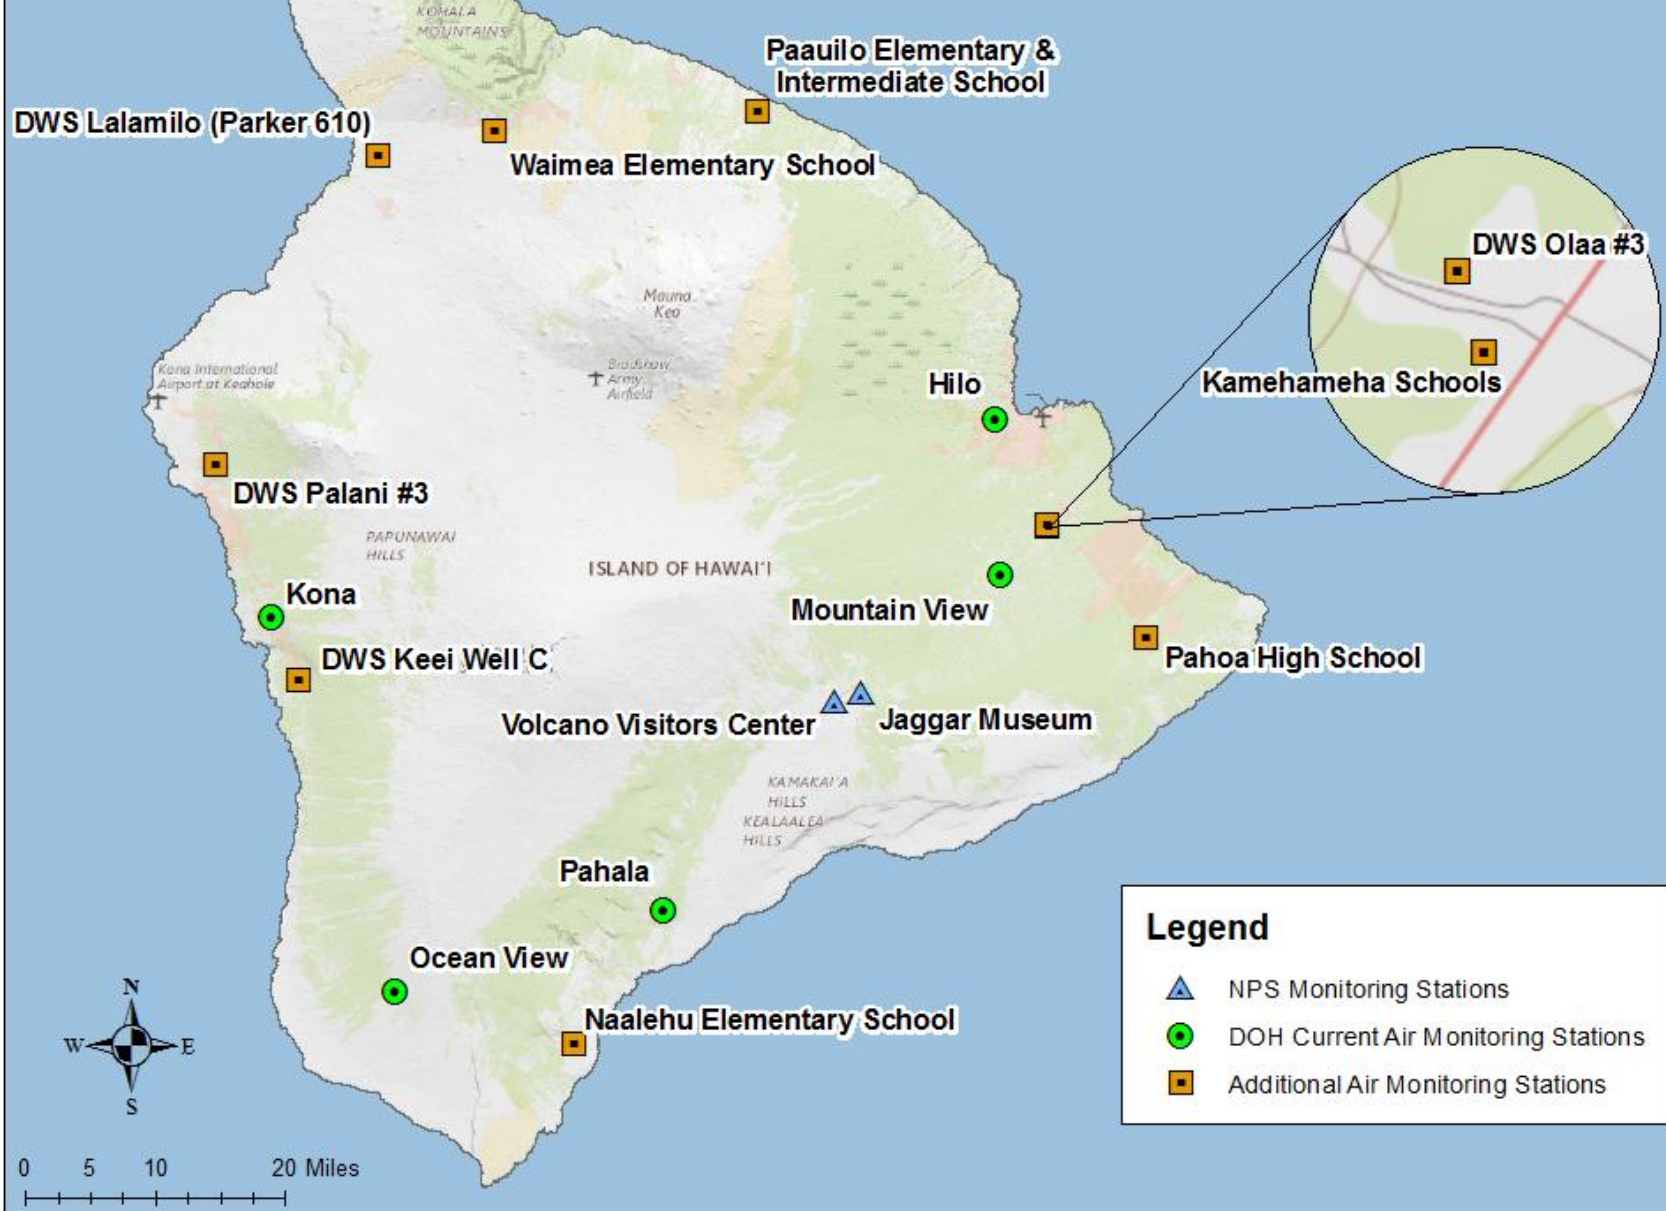 KOHALA
MOUNTAINS
Paauilo Elementary &
Intermediate School
DWS Lalamilo (Parker 610)
Waimea Elementary School
DWS Olaa #3
Kamehameha Schools
Mauna
Kea
Kona International
Airport at Keahole
Bradshaw
Army
Airfield
Hilo
DWS Palani #3
PAPUNAWAI
HILLS
ISLAND OF HAWAI'I
Kona
Mountain View
DWS Keei Well C
Pahoa High School
Volcano Visitors Center
Jaggar Museum
KAMAKAI'A
HILLS
KEALAALEA
HILLS
Pahala
Ocean View
Naalehu Elementary School
N
W
E
S
0 5 10 20 Miles
Legend
NPS Monitoring Stations
DOH Current Air Monitoring Stations
Additional Air Monitoring Stations